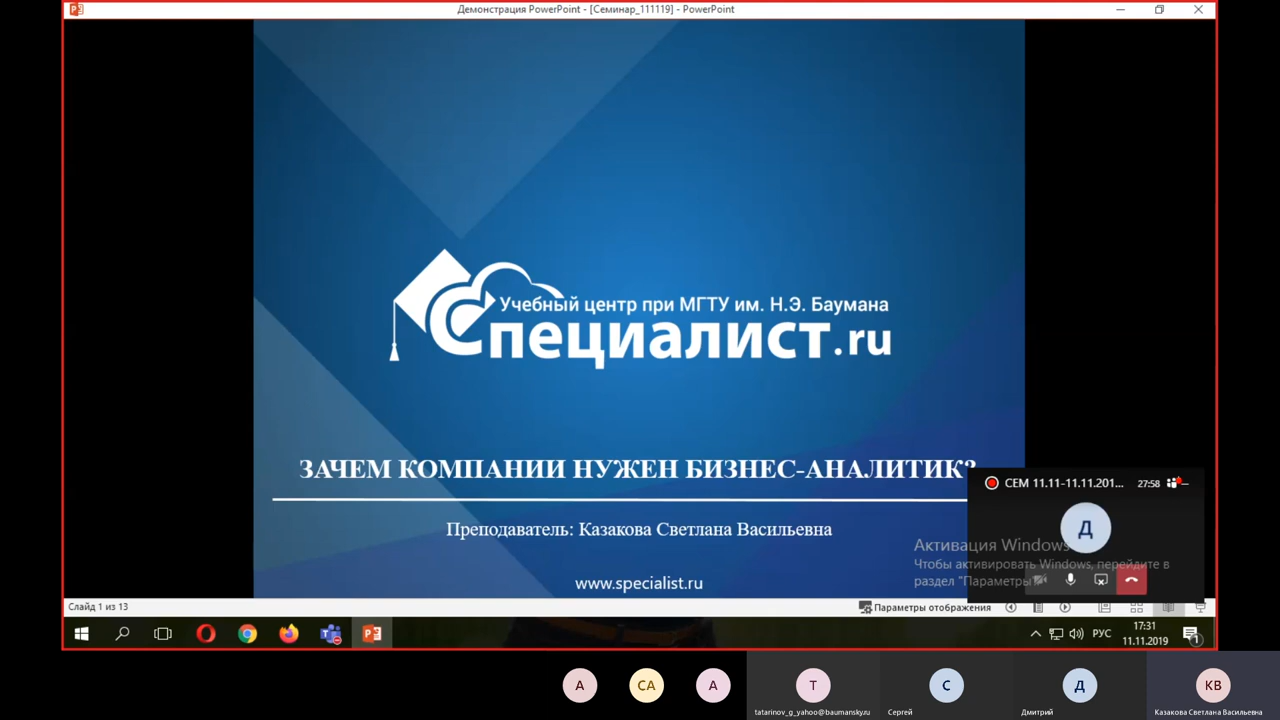 Демонстрация PowerPoint - [Семинар_111119] - PowerPoint
Учебный центр при МГТУ им. Н.Э. Баумана
Специалист.ru
ЗАЧЕМ КОМПАНИИ НУЖЕН БИЗНЕС-АНАЛИТИК?
Преподаватель: Казакова Светлана Васильевна
www.specialist.ru
СЕМ 11.11-11.11.201... 27:58
Д
Активация Windows
Чтобы активировать Windows, перейдите в
раздел "Параметры
Слайд 1 из 13
Параметры отображения
РУС
17:31
11.11.2019
1
А
СА
А
Т
С
Д
КВ
tatarinov_g_yahoo@baumansky.ru
Сергей
Дмитрий
Казакова Светлана Васильевна